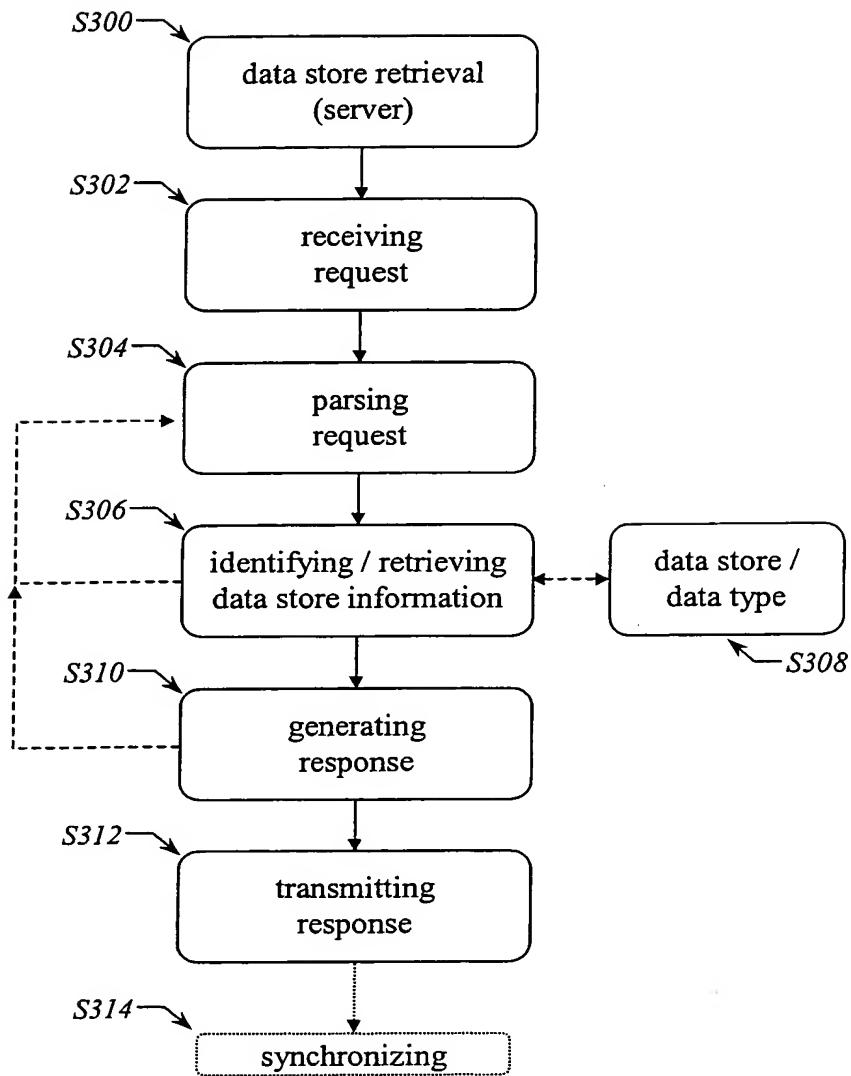 S300
data store retrieval
(server)
S302
receiving
request
S304
parsing
request
S306
identifying / retrieving
data store information
data store /
data type
S308
S310
generating
response
S312
transmitting
response
S314
synchronizing